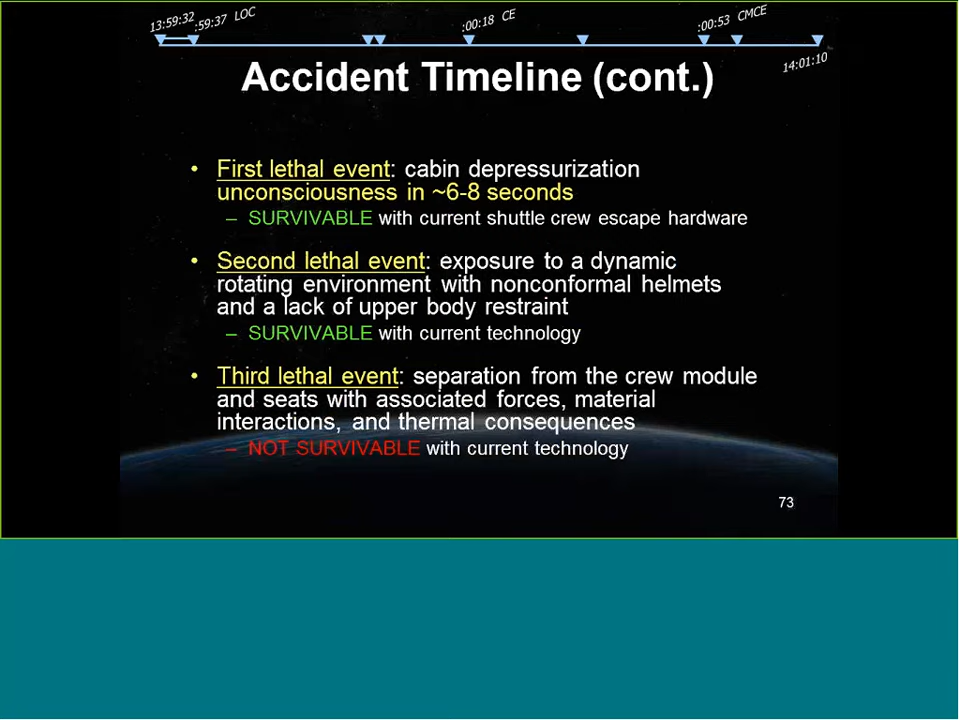 13:59:32
:59:37 LOC
:00:18 CE
:00:53 CMCE
14:01:10
Accident Timeline (cont.)
• First lethal event: cabin depressurization
unconsciousness in ~6-8 seconds
– SURVIVABLE with current shuttle crew escape hardware
• Second lethal event: exposure to a dynamic
rotating environment with nonconformal helmets
and a lack of upper body restraint
– SURVIVABLE with current technology
• Third lethal event: separation from the crew module
and seats with associated forces, material
interactions, and thermal consequences
– NOT SURVIVABLE with current technology
73